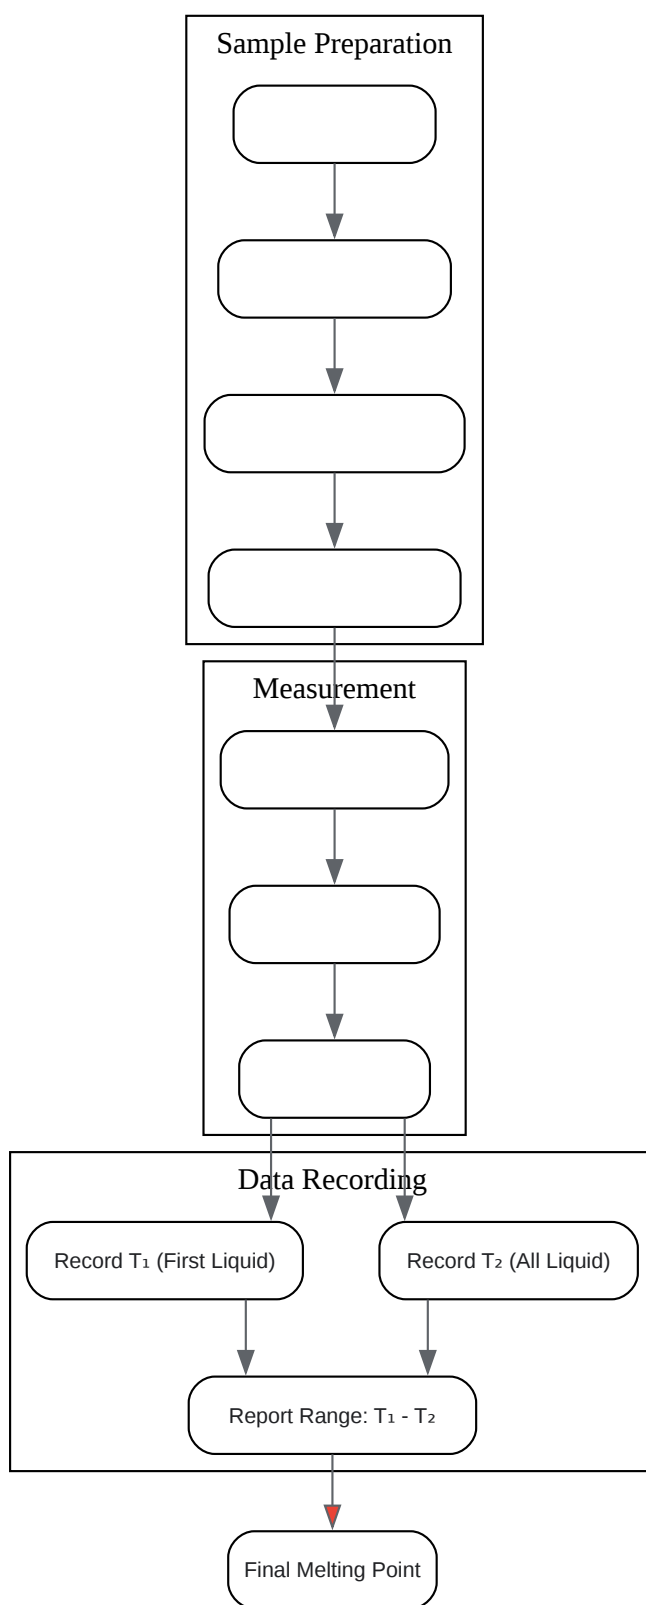 Sample Preparation
Measurement
Data Recording
Record T₁ (First Liquid)
Record T₂ (All Liquid)
Report Range: T₁ - T₂
Final Melting Point